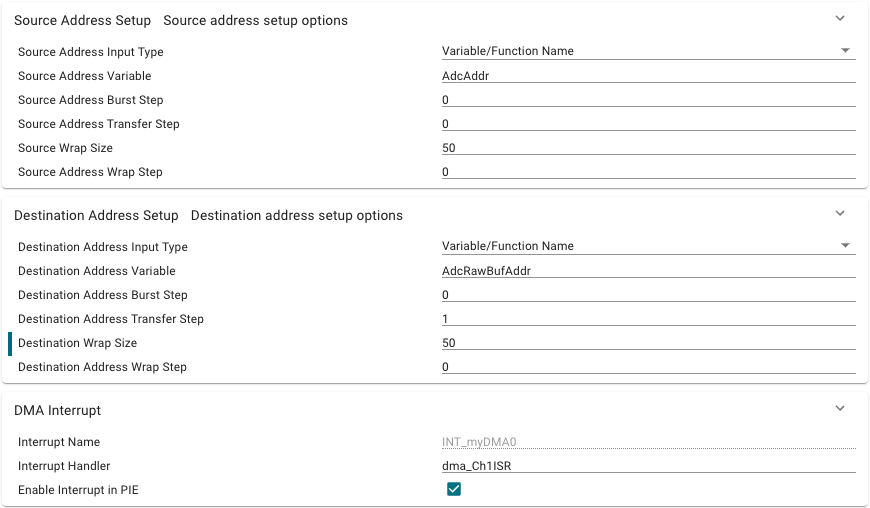 Source Address Setup Source address setup options
Source Address Input Type Variable/Function Name
Source Address Variable AdcAddr
Source Address Burst Step 0
Source Address Transfer Step 0
Source Wrap Size 50
Source Address Wrap Step 0
Destination Address Setup Destination address setup options
Destination Address Input Type Variable/Function Name
Destination Address Variable AdcRawBufAddr
Destination Address Burst Step 0
Destination Address Transfer Step 1
Destination Wrap Size 50
Destination Address Wrap Step 0
DMA Interrupt
Interrupt Name INT_myDMA0
Interrupt Handler dma_Ch1ISR
Enable Interrupt in PIE